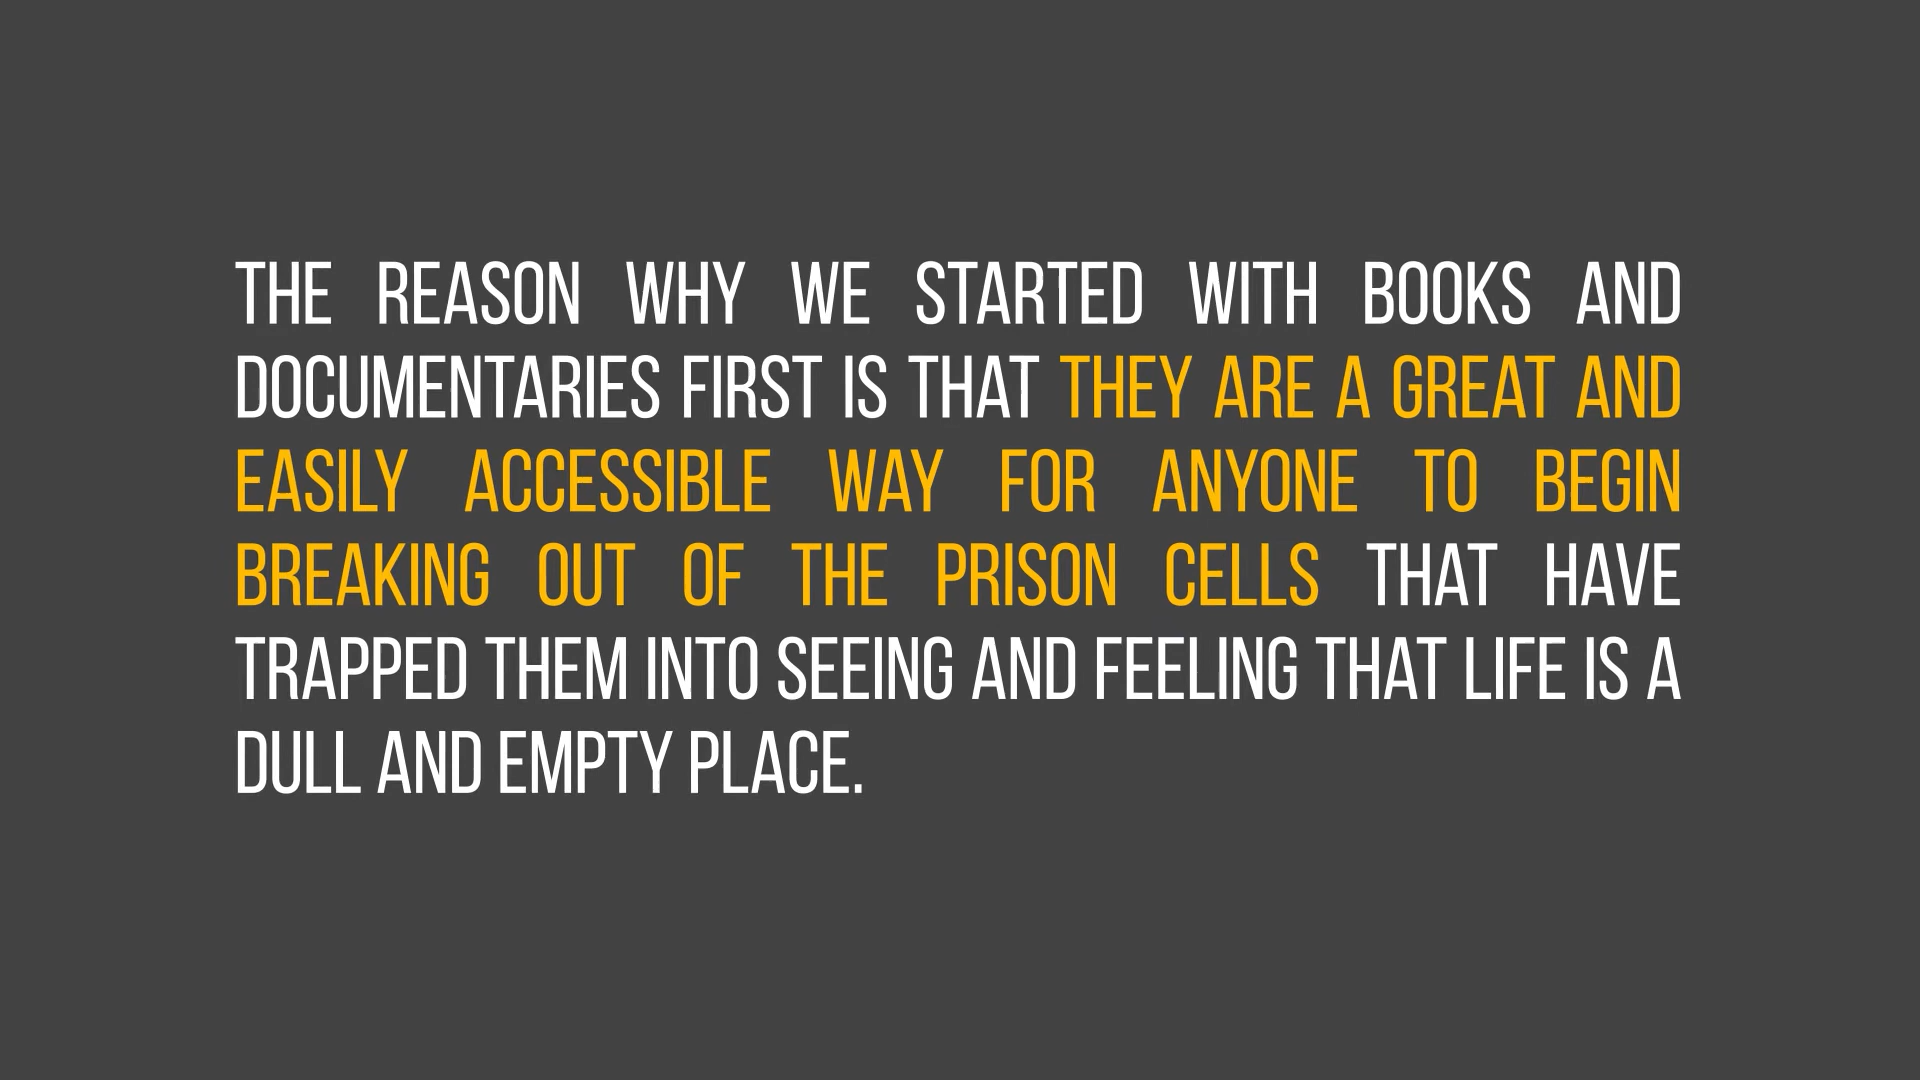 THE REASON WHY WE STARTED WITH BOOKS AND
DOCUMENTARIES FIRST IS THAT THEY ARE A GREAT AND
EASILY ACCESSIBLE WAY FOR ANYONE TO BEGIN
BREAKING OUT OF THE PRISON CELLS THAT HAVE
TRAPPED THEM INTO SEEING AND FEELING THAT LIFE IS A
DULL AND EMPTY PLACE.